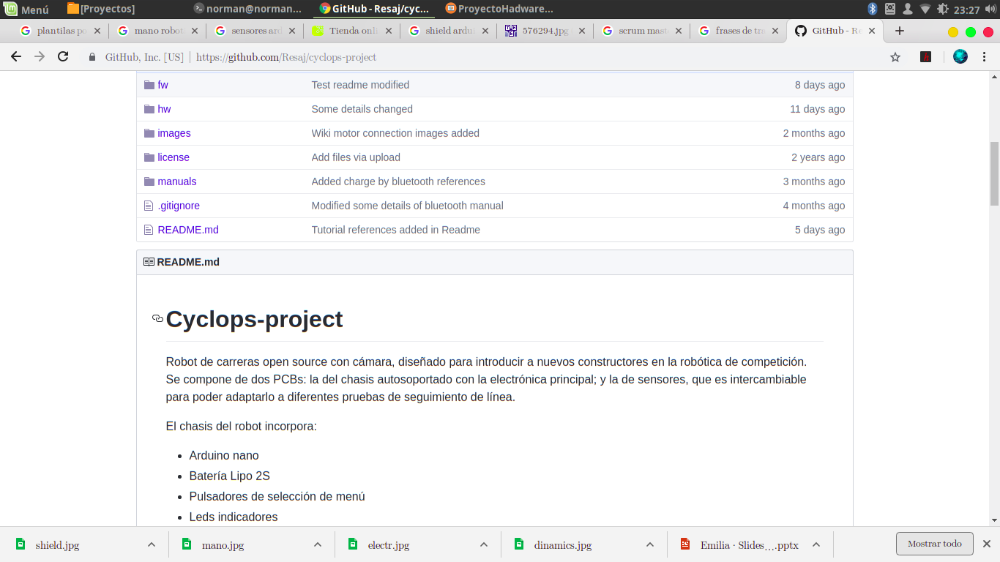 Menú
[Proyectos]
norman@norman...
GitHub - Resaj/cyc...
ProyectoHadware...
23:27
plantilas po
mano robot
sensores ard
Tienda onli
shield ardui
576294.jpg
scrum mast
frases de tra
GitHub - Re
GitHub, Inc. [US] | https://github.com/Resaj/cyclops-project
fw Test readme modified 8 days ago
hw Some details changed 11 days ago
images Wiki motor connection images added 2 months ago
license Add files via upload 2 years ago
manuals Added charge by bluetooth references 3 months ago
.gitignore Modified some details of bluetooth manual 4 months ago
README.md Tutorial references added in Readme 5 days ago
README.md
Cyclops-project
Robot de carreras open source con cámara, diseñado para introducir a nuevos constructores en la robótica de competición.
Se compone de dos PCBs: la del chasis autosoportado con la electrónica principal; y la de sensores, que es intercambiable
para poder adaptarlo a diferentes pruebas de seguimiento de línea.
El chasis del robot incorpora:
• Arduino nano
• Batería Lipo 2S
• Pulsadores de selección de menú
• Leds indicadores
shield.jpg
mano.jpg
electr.jpg
dinamics.jpg
Emilia · Slides....pptx
Mostrar todo